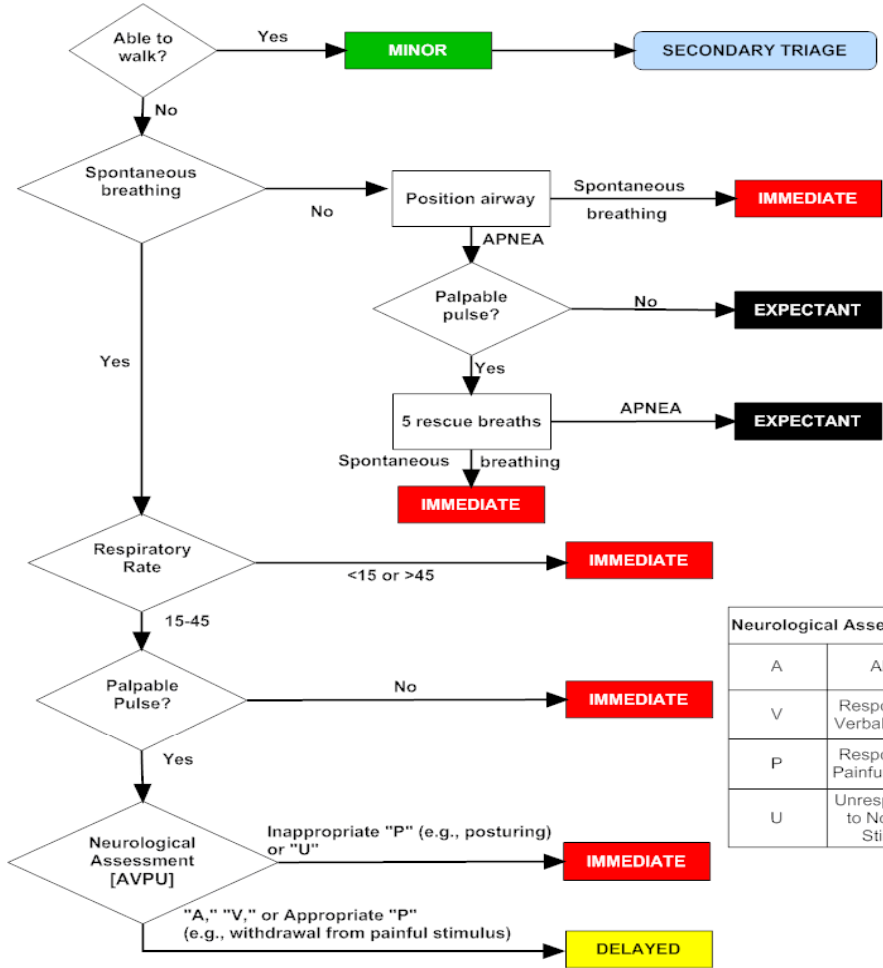 Able to
walk?
Yes
MINOR
SECONDARY TRIAGE
No
Spontaneous
breathing
No
Position airway
Spontaneous
breathing
IMMEDIATE
APNEA
Palpable
pulse?
No
EXPECTANT
Yes
Yes
5 rescue breaths
APNEA
EXPECTANT
Spontaneous breathing
IMMEDIATE
Respiratory
Rate
<15 or >45
IMMEDIATE
15-45
Palpable
Pulse?
No
IMMEDIATE
Yes
Neurological
Assessment
[AVPU]
Inappropriate "P" (e.g., posturing)
or "U"
IMMEDIATE
"A," "V," or Appropriate "P"
(e.g., withdrawal from painful stimulus)
DELAYED
Neurological
A
V
Verbal
P
U
to